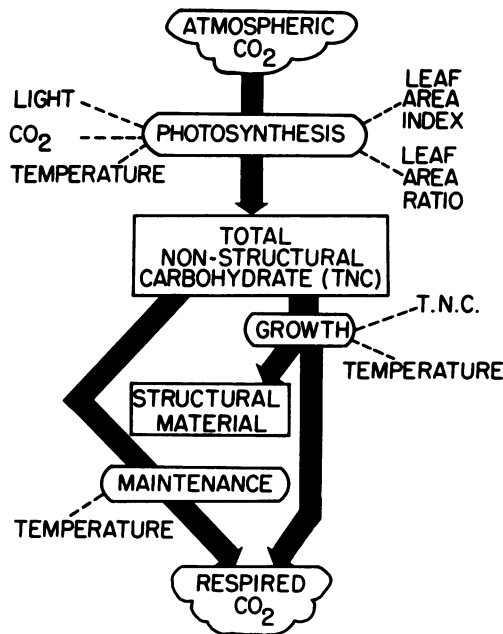 ATMOSPHERIC
CO2
LIGHT
CO2
TEMPERATURE
PHOTOSYNTHESIS
LEAF
AREA
INDEX
LEAF
AREA
RATIO
TOTAL
NON-STRUCTURAL
CARBOHYDRATE (TNC)
GROWTH
T.N.C.
TEMPERATURE
STRUCTURAL
MATERIAL
MAINTENANCE
TEMPERATURE
RESPIRED
CO2